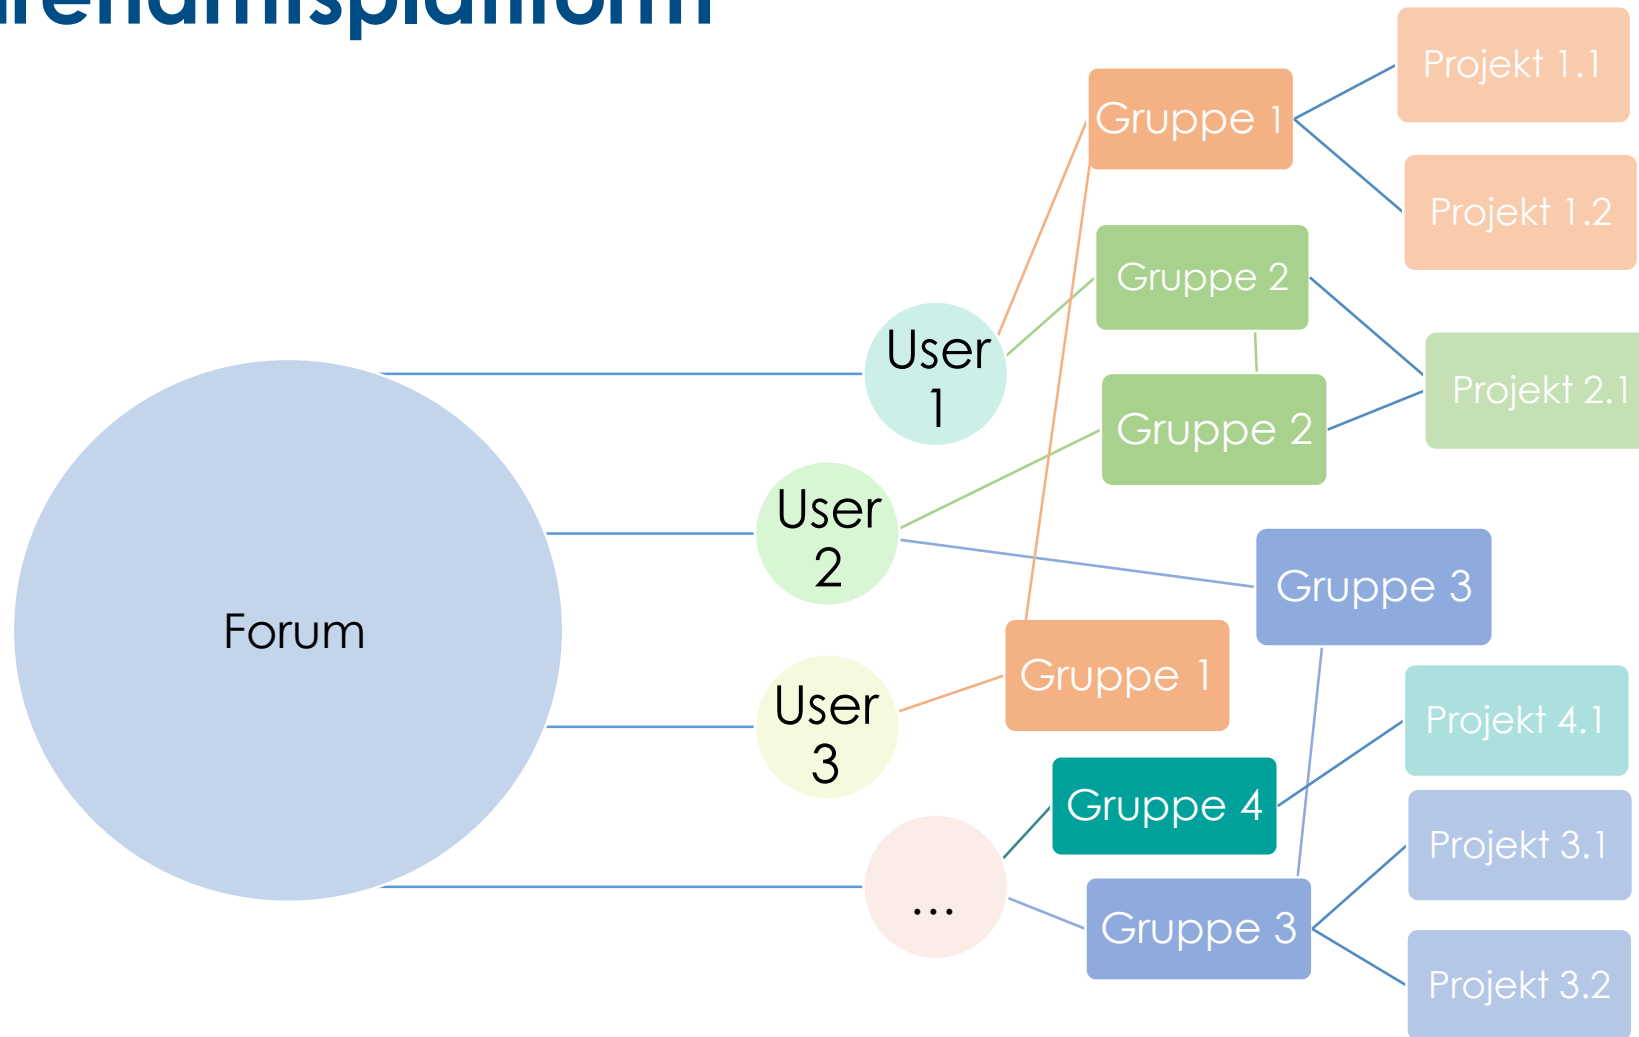 Projekt 1.1
Gruppe 1
Projekt 1.2
Gruppe 2
User
1
Projekt 2.1
Gruppe 2
User
2
Gruppe 3
Forum
Gruppe 1
User
3
Projekt 4.1
Gruppe 4
Projekt 3.1
...
Gruppe 3
Projekt 3.2